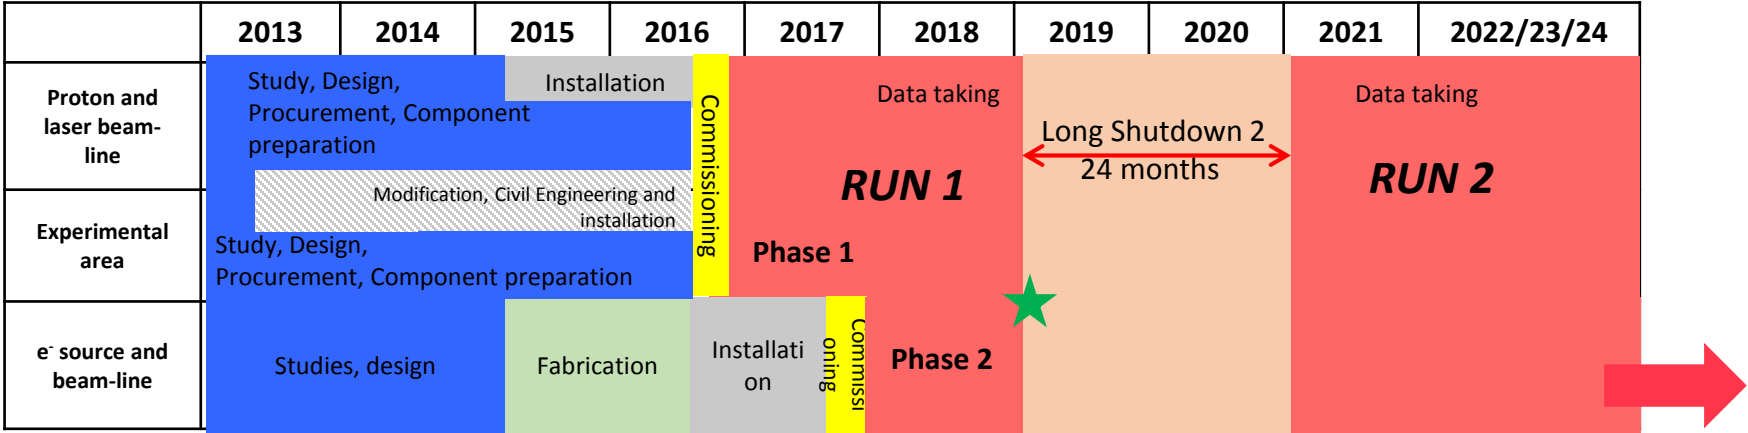 2013 2014 2015 2016 2017 2018 2019 2020 2021 2022/23/24
Proton and
laser beam-
line
Study, Design,
Procurement, Component
preparation
Installation
Commissioning
Data taking
Long Shutdown 2
24 months
Data taking
RUN 1
RUN 2
Modification, Civil Engineering and
installation
Experimental
area
Study, Design,
Procurement, Component preparation
Phase 1
e- source and
beam-line
Studies, design
Fabrication
Installati
on
Commissi
oning
Phase 2